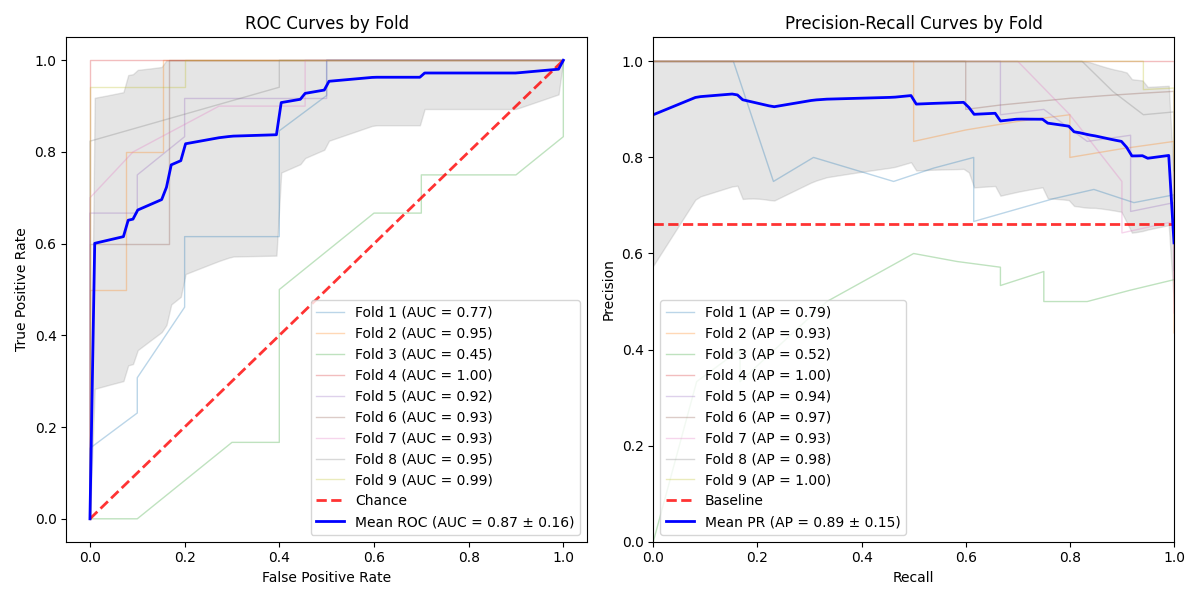 ROC Curves by Fold
1.0
0.8
0.6
0.4
0.2
0.0
True Positive Rate
0.0 0.2 0.4 0.6 0.8 1.0
False Positive Rate
Fold 1 (AUC = 0.77)
Fold 2 (AUC = 0.95)
Fold 3 (AUC = 0.45)
Fold 4 (AUC = 1.00)
Fold 5 (AUC = 0.92)
Fold 6 (AUC = 0.93)
Fold 7 (AUC = 0.93)
Fold 8 (AUC = 0.95)
Fold 9 (AUC = 0.99)
Chance
Mean ROC (AUC = 0.87 ± 0.16)
Precision-Recall Curves by Fold
1.0
0.8
0.6
0.4
0.2
0.0
Precision
0.0 0.2 0.4 0.6 0.8 1.0
Recall
Fold 1 (AP = 0.79)
Fold 2 (AP = 0.93)
Fold 3 (AP = 0.52)
Fold 4 (AP = 1.00)
Fold 5 (AP = 0.94)
Fold 6 (AP = 0.97)
Fold 7 (AP = 0.93)
Fold 8 (AP = 0.98)
Fold 9 (AP = 1.00)
Baseline
Mean PR (AP = 0.89 ± 0.15)